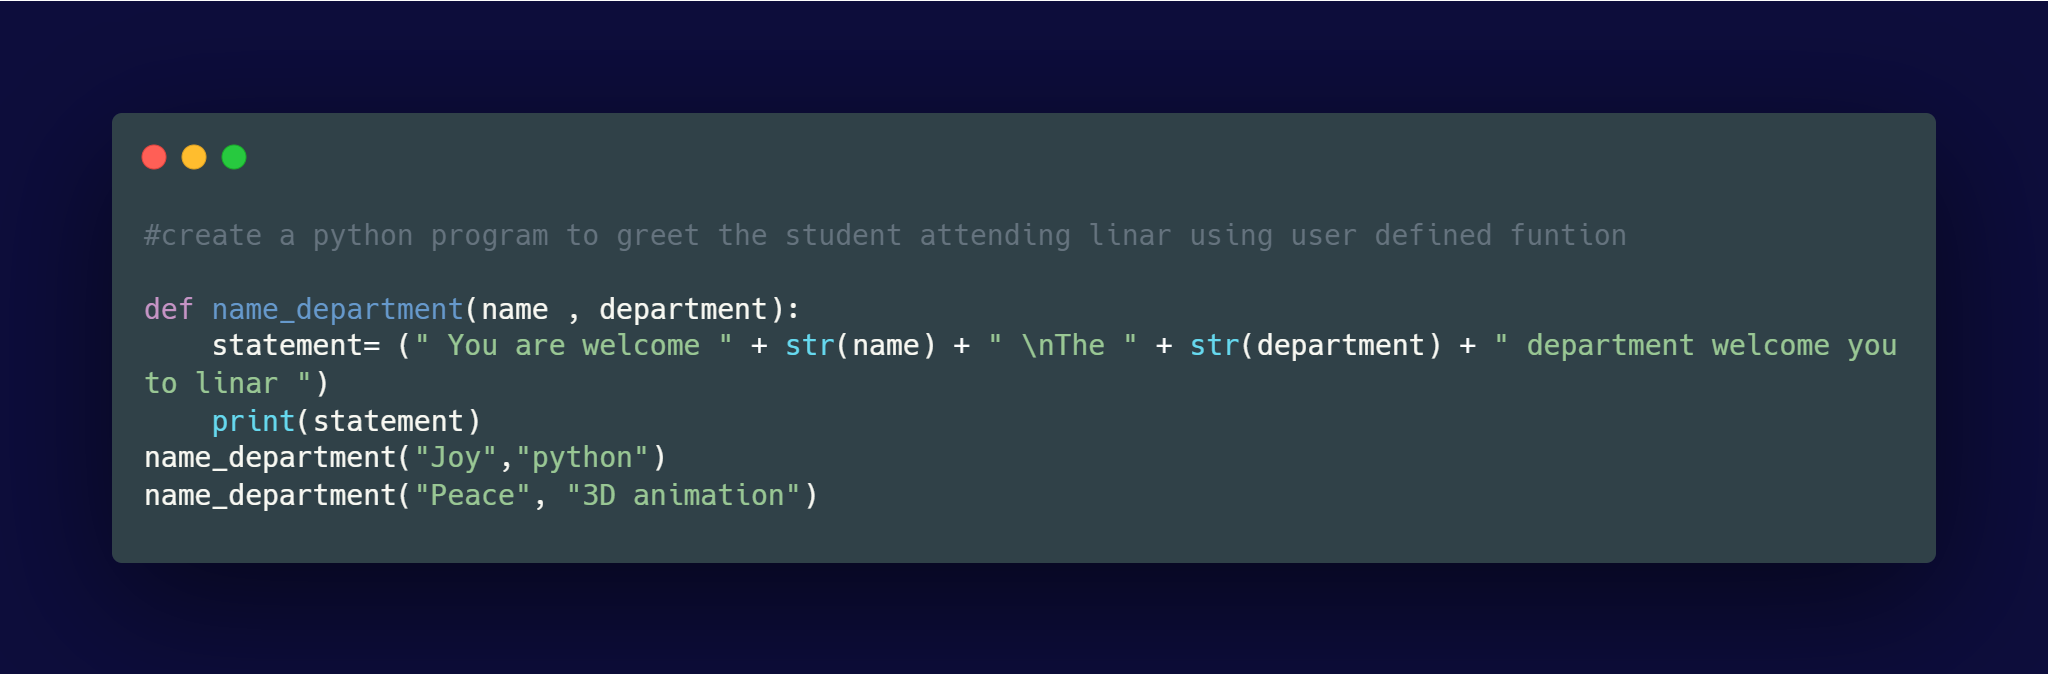 #create a python program to greet the student attending linar using user defined funtion
def name_department(name , department):
    statement= (" You are welcome " + str(name) + " \nThe " + str(department) + " department welcome you
to linar ")
    print(statement)
name_department("Joy","python")
name_department("Peace", "3D animation")